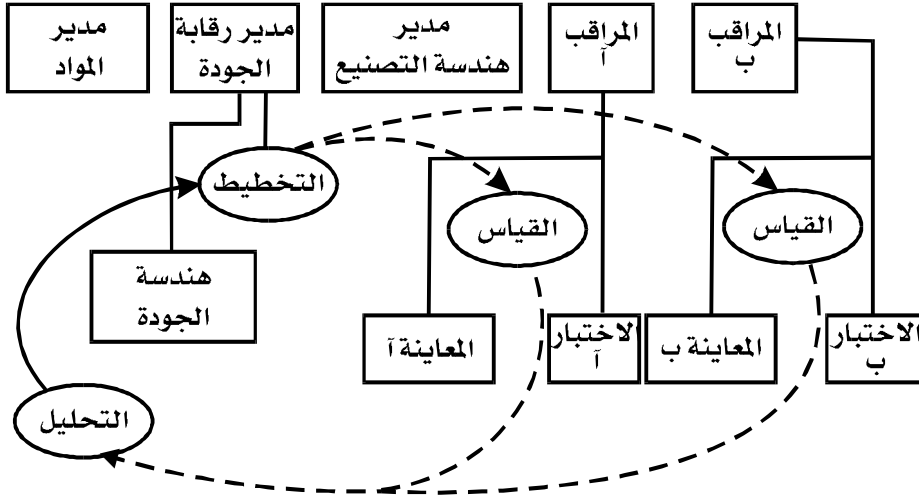 مدير
المواد
مدير رقابة
الجودة
مدير
هندسة التصنيع
المراقب
آ
المراقب
ب
التخطيط
القياس
القياس
هندسة
الجودة
المعاينة آ
الاختبار
آ
المعاينة ب
الاختبار
ب
التحليل